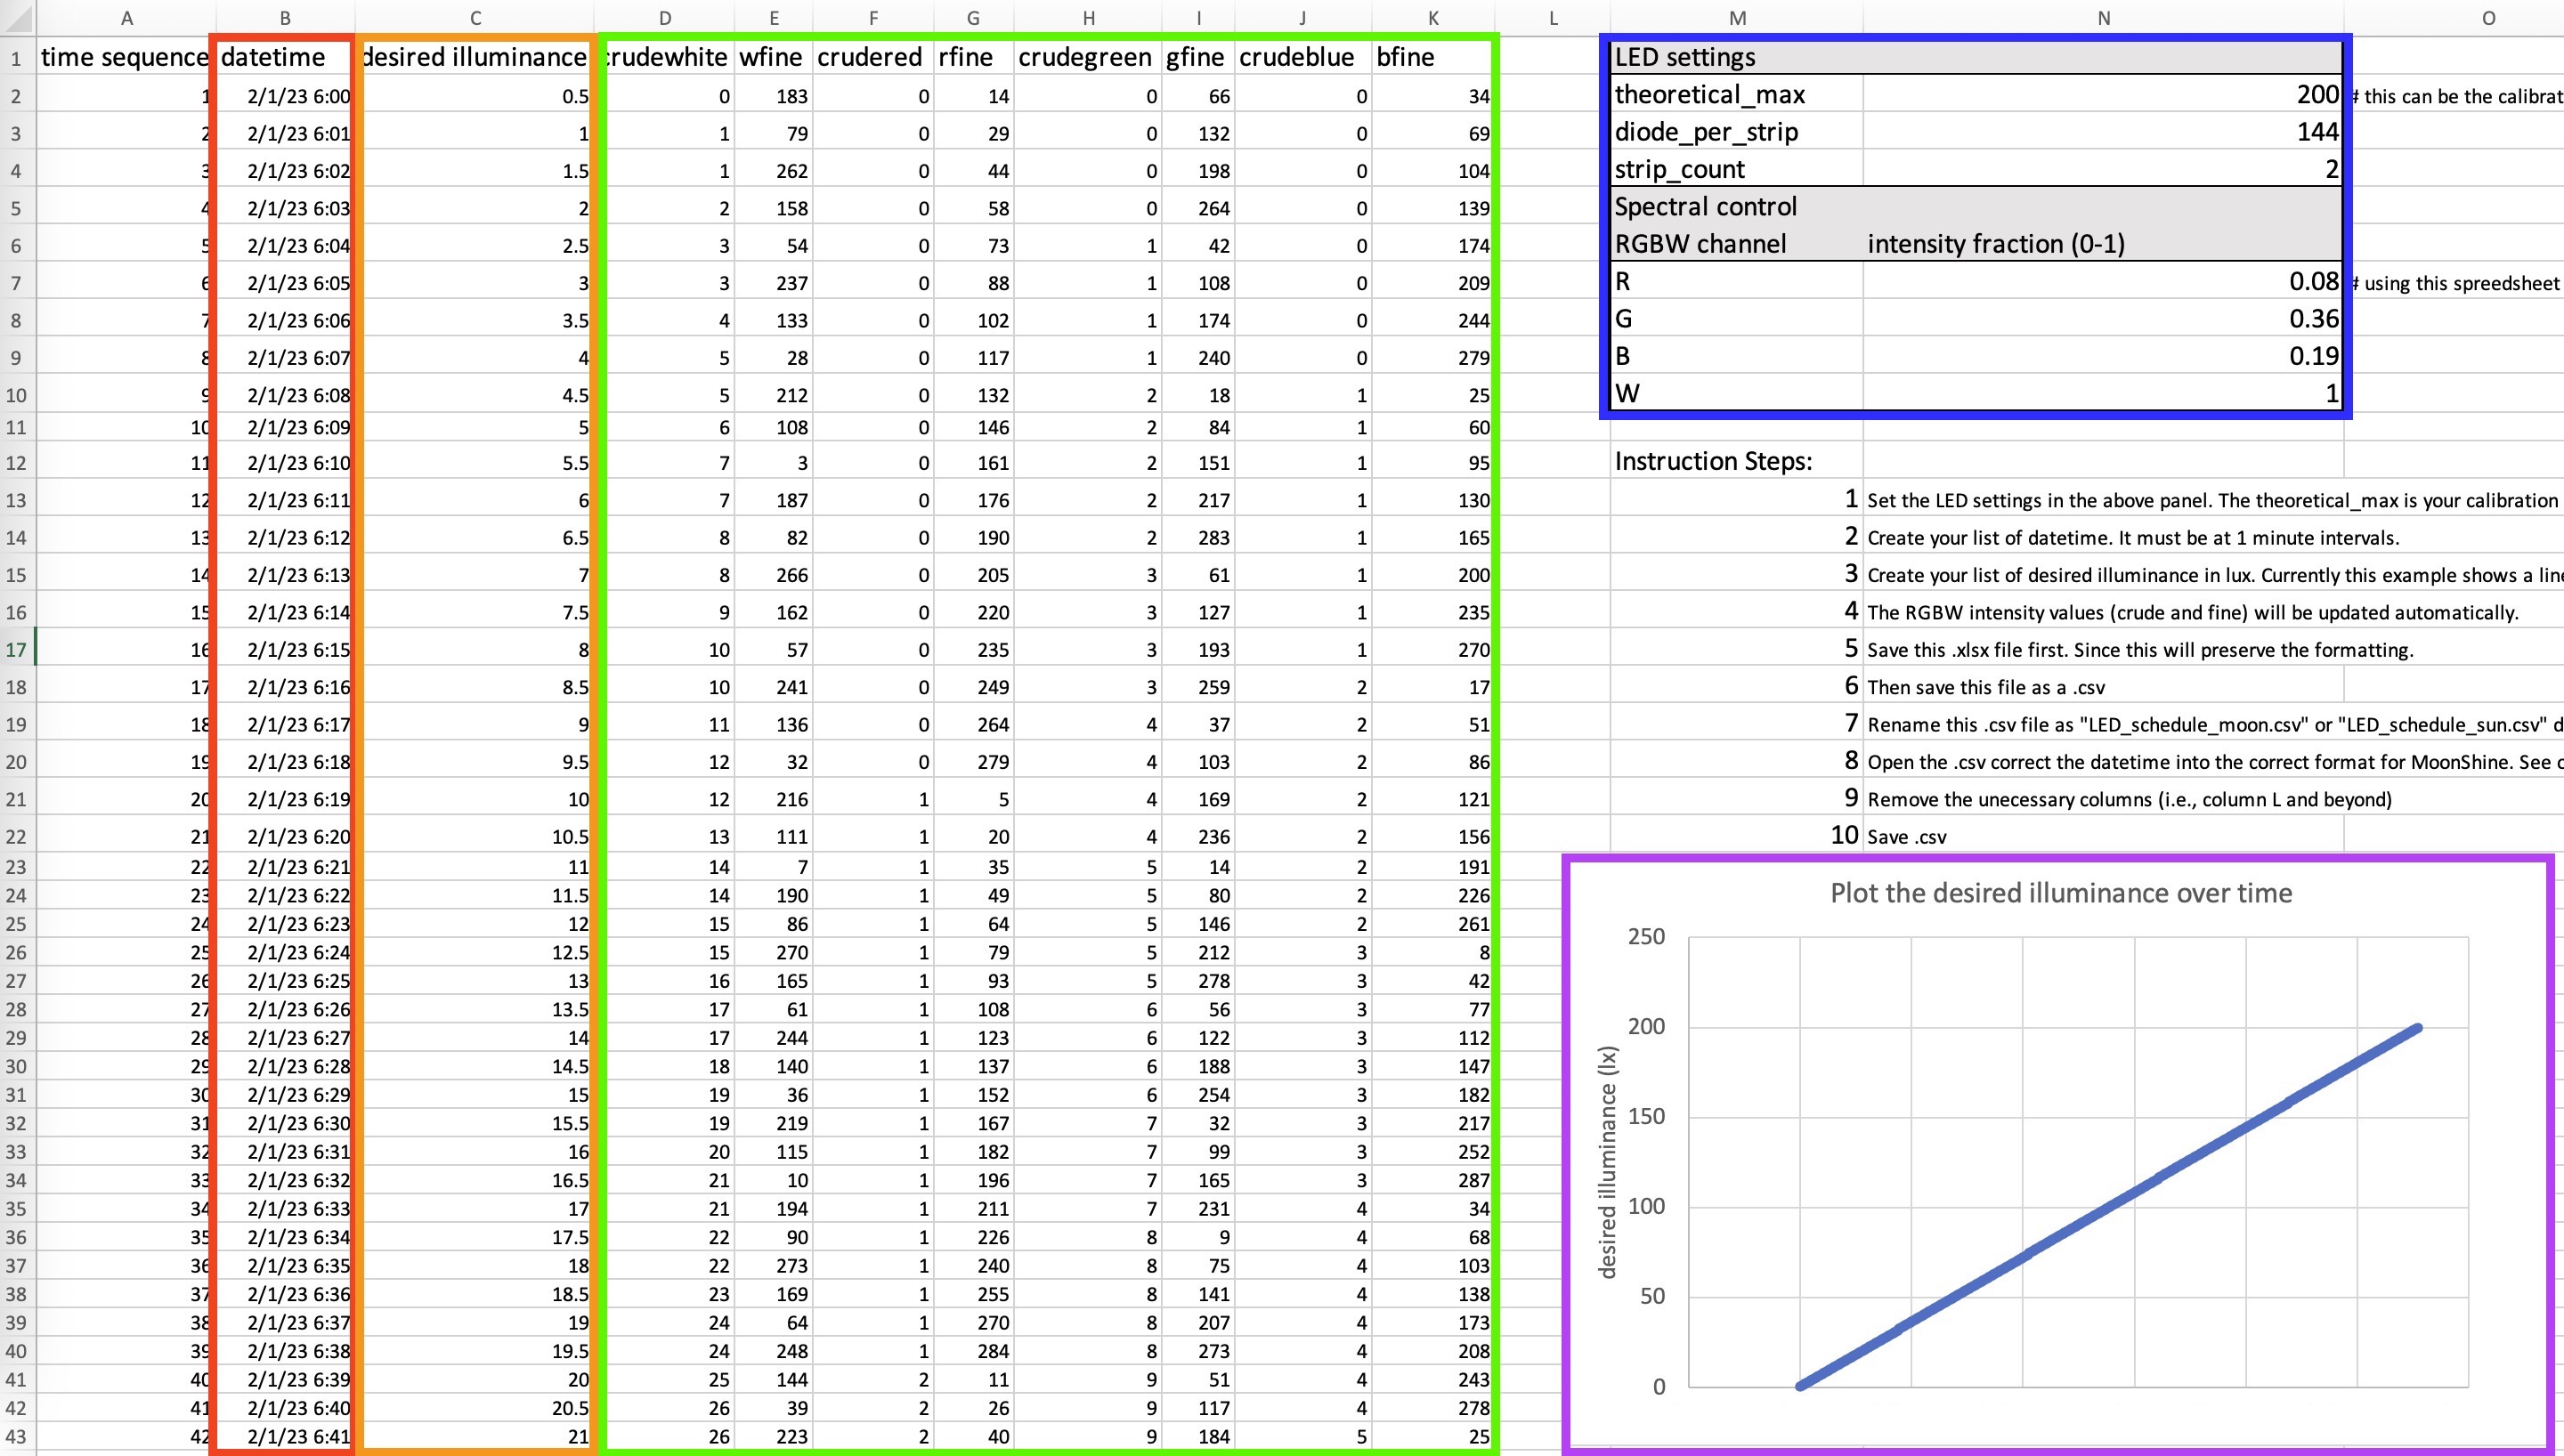 A B C D E F G H I J K L M N O
1 time sequence datetime desired illuminance crudewhite wfine crudered rfine crudegreen gfine crudeblue bfine LED settings
2 1 2/1/23 6:00 0.5 0 183 0 14 0 66 0 34 theoretical_max 200 # this can be the calibrat
3 2 2/1/23 6:01 1 1 79 0 29 0 132 0 69 diode_per_strip 144
4 3 2/1/23 6:02 1.5 1 262 0 44 0 198 0 104 strip_count 2
5 4 2/1/23 6:03 2 2 158 0 58 0 264 0 139 Spectral control
6 5 2/1/23 6:04 2.5 3 54 0 73 1 42 0 174 RGBW channel intensity fraction (0-1)
7 6 2/1/23 6:05 3 3 237 0 88 1 108 0 209 R 0.08 # using this spreedsheet
8 7 2/1/23 6:06 3.5 4 133 0 102 1 174 0 244 G 0.36
9 8 2/1/23 6:07 4 5 28 0 117 1 240 0 279 B 0.19
10 9 2/1/23 6:08 4.5 5 212 0 132 2 18 1 25 W 1
11 10 2/1/23 6:09 5 6 108 0 146 2 84 1 60
12 11 2/1/23 6:10 5.5 7 3 0 161 2 151 1 95 Instruction Steps:
13 12 2/1/23 6:11 6 7 187 0 176 2 217 1 130 1 Set the LED settings in the above panel. The theoretical_max is your calibration
14 13 2/1/23 6:12 6.5 8 82 0 190 2 283 1 165 2 Create your list of datetime. It must be at 1 minute intervals.
15 14 2/1/23 6:13 7 8 266 0 205 3 61 1 200 3 Create your list of desired illuminance in lux. Currently this example shows a line
16 15 2/1/23 6:14 7.5 9 162 0 220 3 127 1 235 4 The RGBW intensity values (crude and fine) will be updated automatically.
17 16 2/1/23 6:15 8 10 57 0 235 3 193 1 270 5 Save this .xlsx file first. Since this will preserve the formatting.
18 17 2/1/23 6:16 8.5 10 241 0 249 3 259 2 17 6 Then save this file as a .csv
19 18 2/1/23 6:17 9 11 136 0 264 4 37 2 51 7 Rename this .csv file as "LED_schedule_moon.csv" or "LED_schedule_sun.csv" d
20 19 2/1/23 6:18 9.5 12 32 0 279 4 103 2 86 8 Open the .csv correct the datetime into the correct format for MoonShine. See c
21 20 2/1/23 6:19 10 12 216 1 5 4 169 2 121 9 Remove the unecessary columns (i.e., column L and beyond)
22 21 2/1/23 6:20 10.5 13 111 1 20 4 236 2 156 10 Save .csv
23 22 2/1/23 6:21 11 14 7 1 35 5 14 2 191
24 23 2/1/23 6:22 11.5 14 190 1 49 5 80 2 226
25 24 2/1/23 6:23 12 15 86 1 64 5 146 2 261
26 25 2/1/23 6:24 12.5 15 270 1 79 5 212 3 8
27 26 2/1/23 6:25 13 16 165 1 93 5 278 3 42
28 27 2/1/23 6:26 13.5 17 61 1 108 6 56 3 77
29 28 2/1/23 6:27 14 17 244 1 123 6 122 3 112
30 29 2/1/23 6:28 14.5 18 140 1 137 6 188 3 147
31 30 2/1/23 6:29 15 19 36 1 152 6 254 3 182
32 31 2/1/23 6:30 15.5 19 219 1 167 7 32 3 217
33 32 2/1/23 6:31 16 20 115 1 182 7 99 3 252
34 33 2/1/23 6:32 16.5 21 10 1 196 7 165 3 287
35 34 2/1/23 6:33 17 21 194 1 211 7 231 4 34
36 35 2/1/23 6:34 17.5 22 90 1 226 8 9 4 68
37 36 2/1/23 6:35 18 22 273 1 240 8 75 4 103
38 37 2/1/23 6:36 18.5 23 169 1 255 8 141 4 138
39 38 2/1/23 6:37 19 24 64 1 270 8 207 4 173
40 39 2/1/23 6:38 19.5 24 248 1 284 8 273 4 208
41 40 2/1/23 6:39 20 25 144 2 11 9 51 4 243
42 41 2/1/23 6:40 20.5 26 39 2 26 9 117 4 278
43 42 2/1/23 6:41 21 26 223 2 40 9 184 5 25
Plot the desired illuminance over time
desired illuminance (lx)
250
200
150
100
50
0